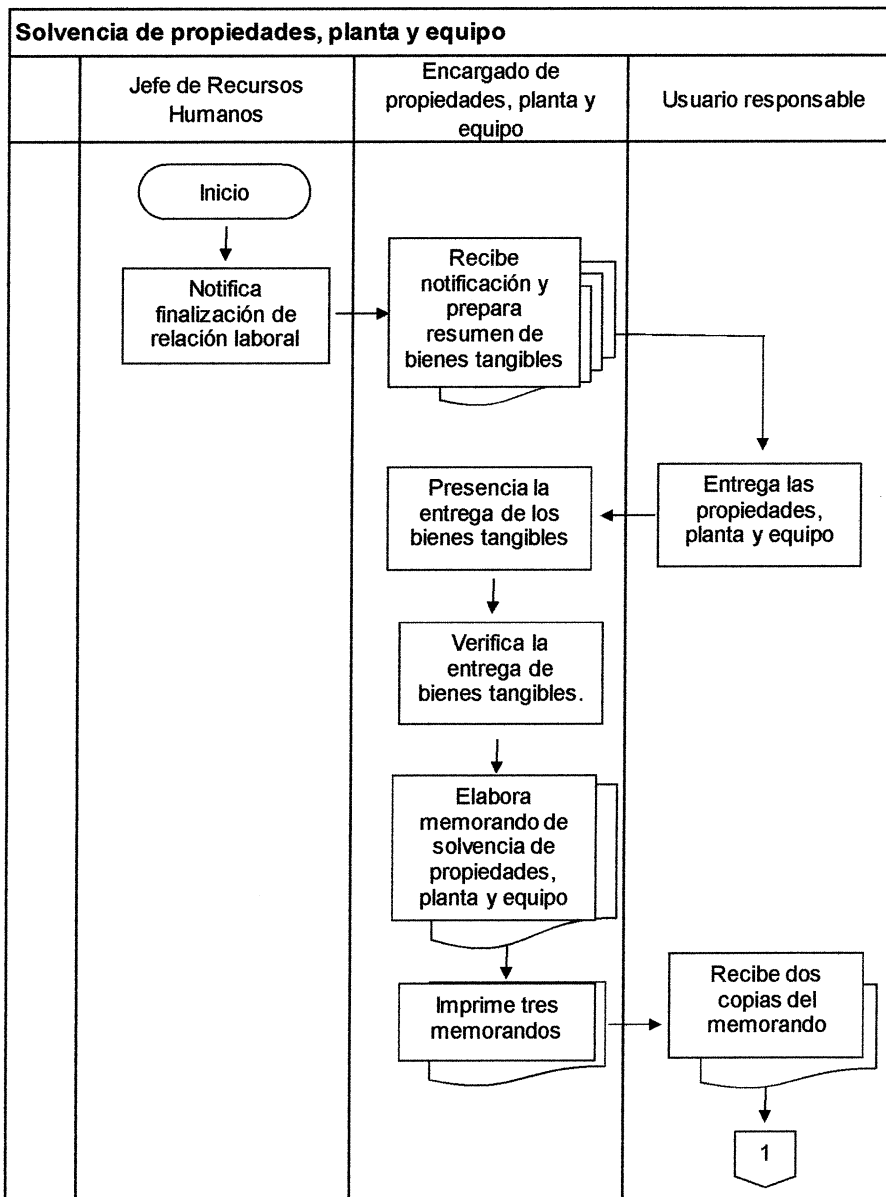 Solvencia de propiedades, planta y equipo
Jefe de Recursos
Humanos
Encargado de
propiedades, planta y
equipo
Usuario responsable
Inicio
Notifica
finalización de
relación laboral
Recibe
notificación y
prepara
resumen de
bienes tangibles
Entrega las
propiedades,
planta y equipo
Presencia la
entrega de los
bienes tangibles
Verifica la
entrega de
bienes tangibles.
Elabora
memorando de
solvencia de
propiedades,
planta y equipo
Imprime tres
memorandos
Recibe dos
copias del
memorando
1